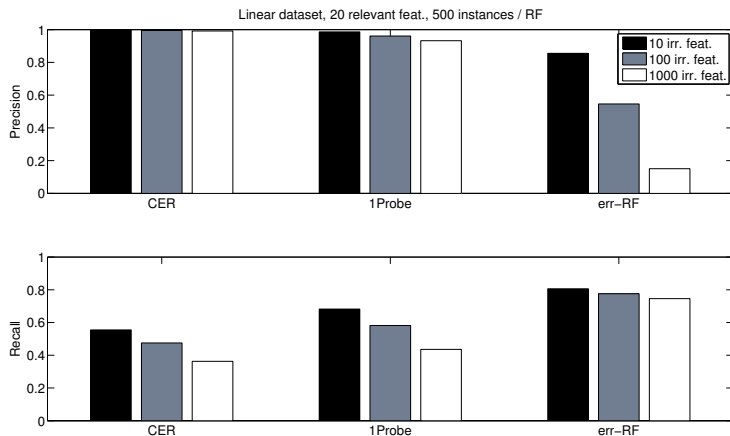 Linear dataset, 20 relevant feat., 500 instances / RF
1
0.8
0.6
0.4
0.2
0
Precision
10 irr. feat.
100 irr. feat.
1000 irr. feat.
CER 1Probe err−RF
1
0.8
0.6
0.4
0.2
0
Recall
CER 1Probe err−RF